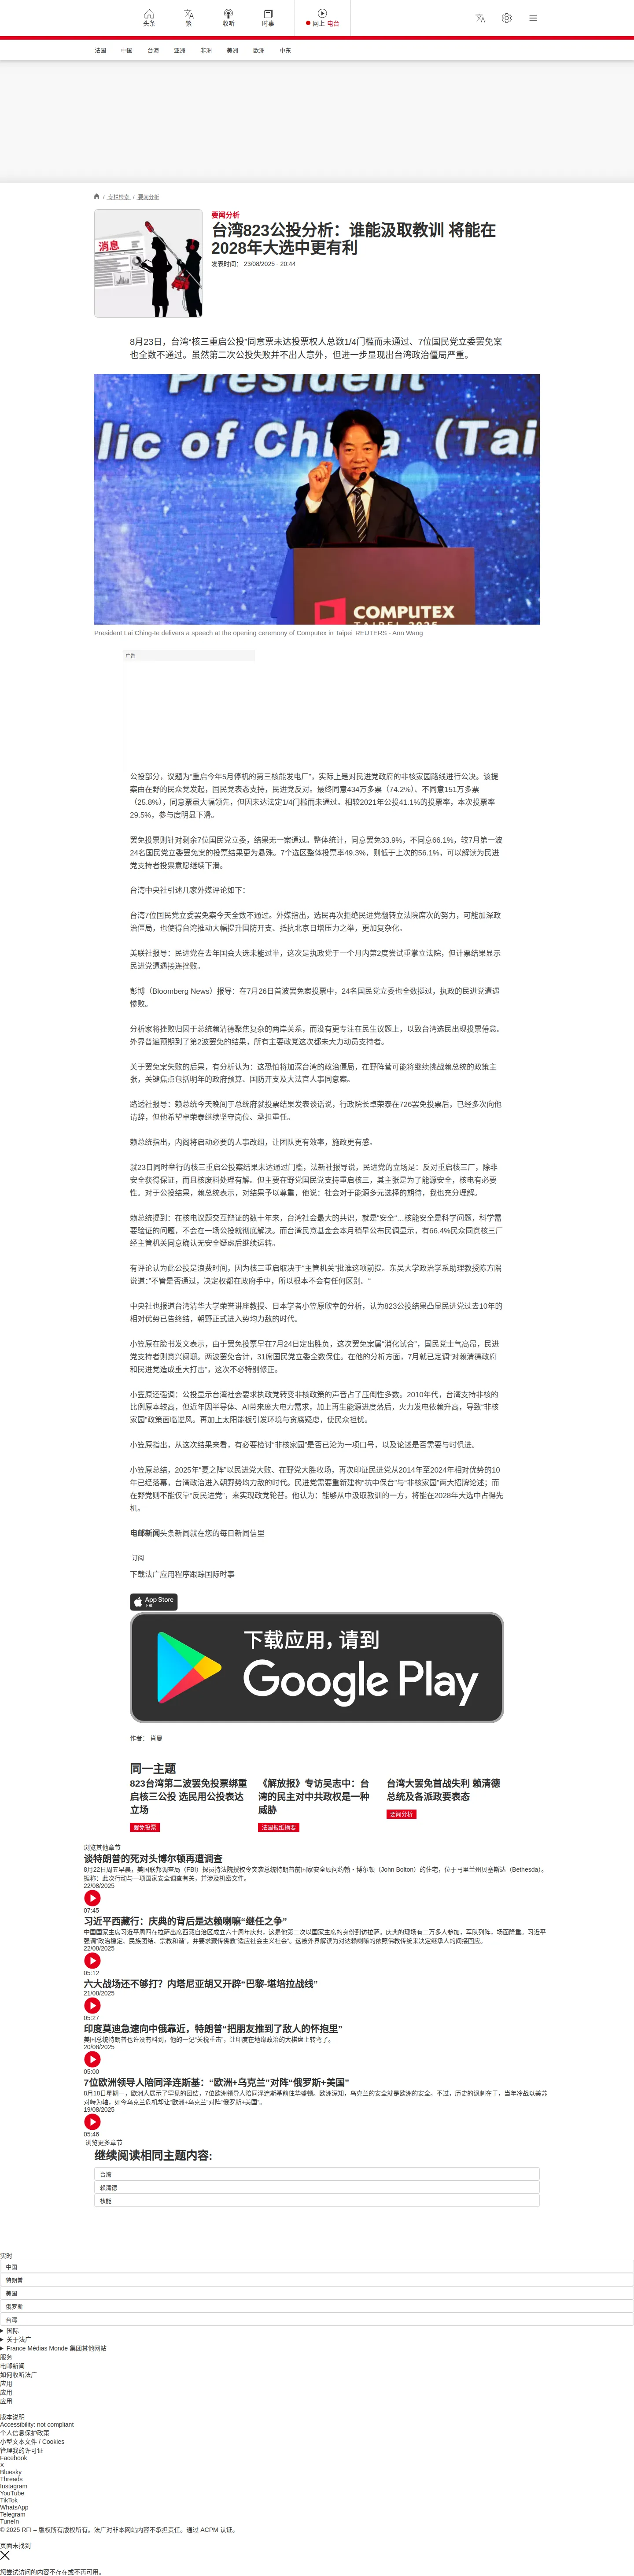 头条
繁
收听
时事
网上 电台
法国
中国
台海
亚洲
非洲
美洲
欧洲
中东
/ 专栏检索 / 要闻分析
消息
要闻分析
台湾823公投分析：谁能汲取教训 将能在
2028年大选中更有利
发表时间： 23/08/2025 - 20:44
8月23日，台湾“核三重启公投”同意票未达投票权人总数1/4门槛而未通过、7位国民党立委罢免案
也全数不通过。虽然第二次公投失败并不出人意外，但进一步显现出台湾政治僵局严重。
President Lai Ching-te delivers a speech at the opening ceremony of Computex in Taipei REUTERS - Ann Wang
广告
公投部分，议题为“重启今年5月停机的第三核能发电厂”，实际上是对民进党政府的非核家园路线进行公决。该提
案由在野的民众党发起，国民党表态支持，民进党反对。最终同意434万多票（74.2%）、不同意151万多票
（25.8%），同意票虽大幅领先，但因未达法定1/4门槛而未通过。相较2021年公投41.1%的投票率，本次投票率
29.5%，参与度明显下滑。
罢免投票则针对剩余7位国民党立委，结果无一案通过。整体统计，同意罢免33.9%，不同意66.1%，较7月第一波
24名国民党立委罢免案的投票结果更为悬殊。7个选区整体投票率49.3%，则低于上次的56.1%，可以解读为民进
党支持者投票意愿继续下滑。
台湾中央社引述几家外媒评论如下：
台湾7位国民党立委罢免案今天全数不通过。外媒指出，选民再次拒绝民进党翻转立法院席次的努力，可能加深政
治僵局，也使得台湾推动大幅提升国防开支、抵抗北京日增压力之举，更加复杂化。
美联社报导：民进党在去年国会大选未能过半，这次是执政党于一个月内第2度尝试重掌立法院，但计票结果显示
民进党遭遇接连挫败。
彭博（Bloomberg News）报导：在7月26日首波罢免案投票中，24名国民党立委也全数挺过，执政的民进党遭遇
惨败。
分析家将挫败归因于总统赖清德聚焦复杂的两岸关系，而没有更专注在民生议题上，以致台湾选民出现投票倦怠。
外界普遍预期到了第2波罢免的结果，所有主要政党这次都未大力动员支持者。
关于罢免案失败的后果，有分析认为：这恐怕将加深台湾的政治僵局，在野阵营可能将继续挑战赖总统的政策主
张，关键焦点包括明年的政府预算、国防开支及大法官人事同意案。
路透社报导：赖总统今天晚间于总统府就投票结果发表谈话说，行政院长卓荣泰在726罢免投票后，已经多次向他
请辞，但他希望卓荣泰继续坚守岗位、承担重任。
赖总统指出，内阁将启动必要的人事改组，让团队更有效率，施政更有感。
就23日同时举行的核三重启公投案结果未达通过门槛，法新社报导说，民进党的立场是：反对重启核三厂，除非
安全获得保证，而且核废料处理有解。但主要在野党国民党支持重启核三，其主张是为了能源安全，核电有必要
性。对于公投结果，赖总统表示，对结果予以尊重，他说：社会对于能源多元选择的期待，我也充分理解。
赖总统提到：在核电议题交互辩证的数十年来，台湾社会最大的共识，就是“安全”…核能安全是科学问题，科学需
要验证的问题，不会在一场公投就彻底解决。而台湾民意基金会本月稍早公布民调显示，有66.4%民众同意核三厂
经主管机关同意确认无安全疑虑后继续运转。
有评论认为此公投是浪费时间，因为核三重启取决于“主管机关”批淮这项前提。东吴大学政治学系助理教授陈方隅
说道：“不管是否通过，决定权都在政府手中，所以根本不会有任何区别。”
中央社也报道台湾清华大学荣誉讲座教授、日本学者小笠原欣幸的分析，认为823公投结果凸显民进党过去10年的
相对优势已告终结，朝野正式进入势均力敌的时代。
小笠原在脸书发文表示，由于罢免投票早在7月24日定出胜负，这次罢免案属“消化试合”，国民党士气高昂，民进
党支持者则意兴阑珊。两波罢免合计，31席国民党立委全数保住。在他的分析方面，7月就已定调“对赖清德政府
和民进党造成重大打击”，这次不必特别修正。
小笠原还强调：公投显示台湾社会要求执政党转变非核政策的声音占了压倒性多数。2010年代，台湾支持非核的
比例原本较高，但近年因半导体、AI带来庞大电力需求，加上再生能源进度落后，火力发电依赖升高，导致“非核
家园”政策面临逆风。再加上太阳能板引发环境与贪腐疑虑，使民众担忧。
小笠原指出，从这次结果来看，有必要检讨“非核家园”是否已沦为一项口号，以及论述是否需要与时俱进。
小笠原总结，2025年“夏之阵”以民进党大败、在野党大胜收场，再次印证民进党从2014年至2024年相对优势的10
年已经落幕，台湾政治进入朝野势均力敌的时代。民进党需要重新建构“抗中保台”与“非核家园”两大招牌论述；而
在野党则不能仅靠“反民进党”，来实现政党轮替。他认为：能够从中汲取教训的一方，将能在2028年大选中占得先
机。
电邮新闻头条新闻就在您的每日新闻信里
订阅
下载法广应用程序跟踪国际时事
App Store
下载
下载应用，请到
Google Play
作者： 肖曼
同一主题
823台湾第二波罢免投票绑重
启核三公投 选民用公投表达
立场
罢免投票
《解放报》专访吴志中：台
湾的民主对中共政权是一种
威胁
法国报纸摘要
台湾大罢免首战失利 赖清德
总统及各派政要表态
要闻分析
浏览其他章节
谈特朗普的死对头博尔顿再遭调查
8月22日周五早晨，美国联邦调查局（FBI）探员持法院授权令突袭总统特朗普前国家安全顾问约翰・博尔顿（John Bolton）的住宅，位于马里兰州贝塞斯达（Bethesda）。
据称：此次行动与一项国家安全调查有关，并涉及机密文件。
22/08/2025
07:45
习近平西藏行：庆典的背后是达赖喇嘛“继任之争”
中国国家主席习近平周四在拉萨出席西藏自治区成立六十周年庆典，这是他第二次以国家主席的身份到访拉萨。庆典的现场有二万多人参加，军队列阵，场面隆重。习近平
强调“政治稳定、民族团结、宗教和谐”，并要求藏传佛教“适应社会主义社会”。这被外界解读为对达赖喇嘛的依照佛教传统来决定继承人的间接回应。
22/08/2025
05:12
六大战场还不够打？内塔尼亚胡又开辟“巴黎-堪培拉战线”
21/08/2025
05:27
印度莫迪急速向中俄靠近，特朗普“把朋友推到了敌人的怀抱里”
美国总统特朗普也许没有料到，他的一记“关税重击”，让印度在地缘政治的大棋盘上转弯了。
20/08/2025
05:00
7位欧洲领导人陪同泽连斯基：“欧洲+乌克兰”对阵“俄罗斯+美国”
8月18日星期一，欧洲人展示了罕见的团结，7位欧洲领导人陪同泽连斯基前往华盛顿。欧洲深知，乌克兰的安全就是欧洲的安全。不过，历史的讽刺在于，当年冷战以美苏
对峙为轴，如今乌克兰危机却让“欧洲+乌克兰”对阵“俄罗斯+美国”。
19/08/2025
05:46
浏览更多章节
继续阅读相同主题内容:
台湾
赖清德
核能
实时
中国
特朗普
美国
俄罗斯
台湾
国际
关于法广
France Médias Monde 集团其他网站
服务
电邮新闻
如何收听法广
应用
应用
应用
版本说明
Accessibility: not compliant
个人信息保护政策
小型文本文件 / Cookies
管理我的许可证
Facebook
X
Bluesky
Threads
Instagram
YouTube
TikTok
WhatsApp
Telegram
TuneIn
© 2025 RFI – 版权所有版权所有。法广对非本网站内容不承担责任。通过 ACPM 认证。
页面未找到
您尝试访问的内容不存在或不再可用。